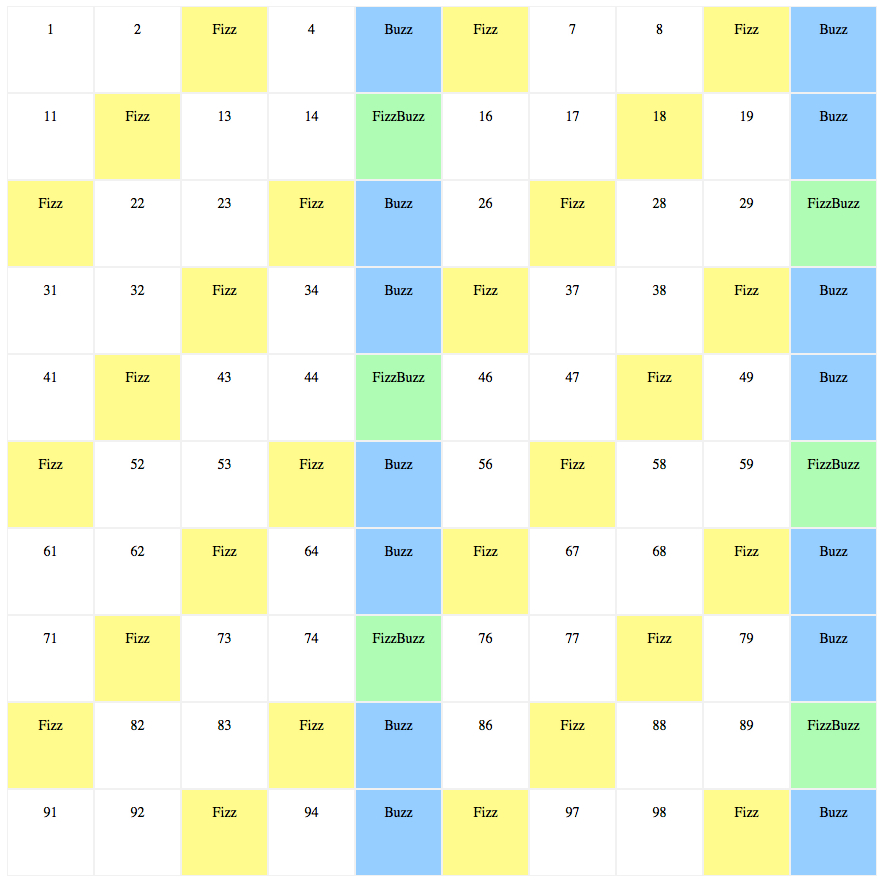 1 2 Fizz 4 Buzz Fizz 7 8 Fizz Buzz
11 Fizz 13 14 FizzBuzz 16 17 18 19 Buzz
Fizz 22 23 Fizz Buzz 26 Fizz 28 29 FizzBuzz
31 32 Fizz 34 Buzz Fizz 37 38 Fizz Buzz
41 Fizz 43 44 FizzBuzz 46 47 Fizz 49 Buzz
Fizz 52 53 Fizz Buzz 56 Fizz 58 59 FizzBuzz
61 62 Fizz 64 Buzz Fizz 67 68 Fizz Buzz
71 Fizz 73 74 FizzBuzz 76 77 Fizz 79 Buzz
Fizz 82 83 Fizz Buzz 86 Fizz 88 89 FizzBuzz
91 92 Fizz 94 Buzz Fizz 97 98 Fizz Buzz